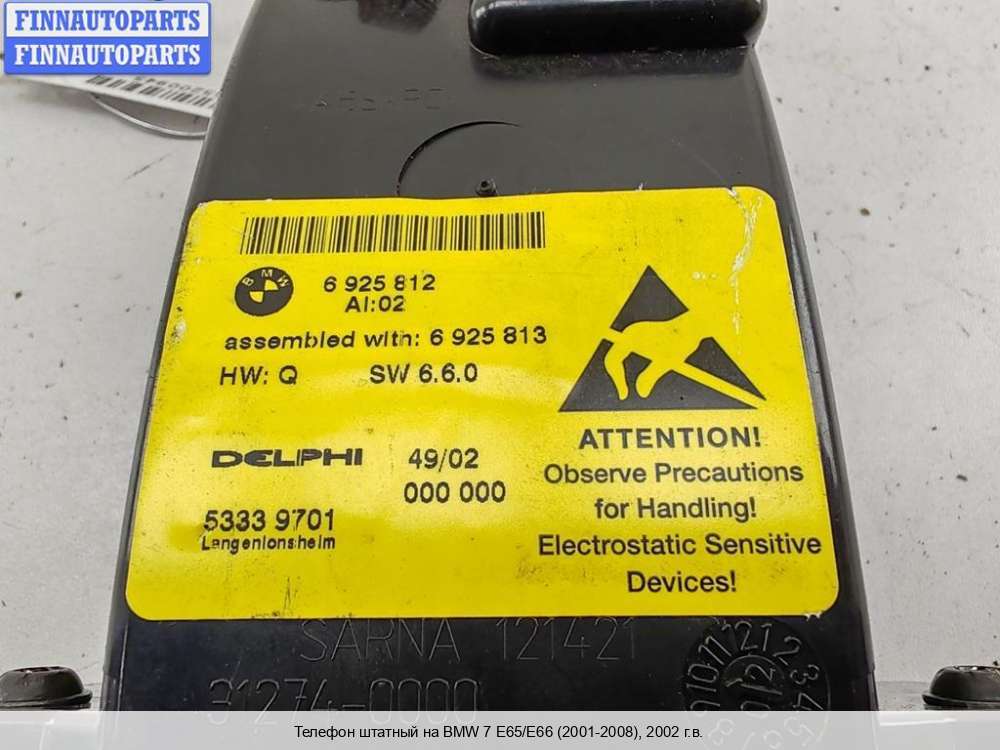 FINNAUTOPARTS
FINNAUTOPARTS
BMW
6 925 812
AI:02
assembled with: 6 925 813
HW: Q SW 6.6.0
DELPHI 49/02
000 000
5333 9701
Langenlonsheim
ATTENTION!
Observe Precautions
for Handling!
Electrostatic Sensitive
Devices!
SARNA 121421
31274-0000
Телефон штатный на BMW 7 E65/E66 (2001-2008), 2002 г.в.